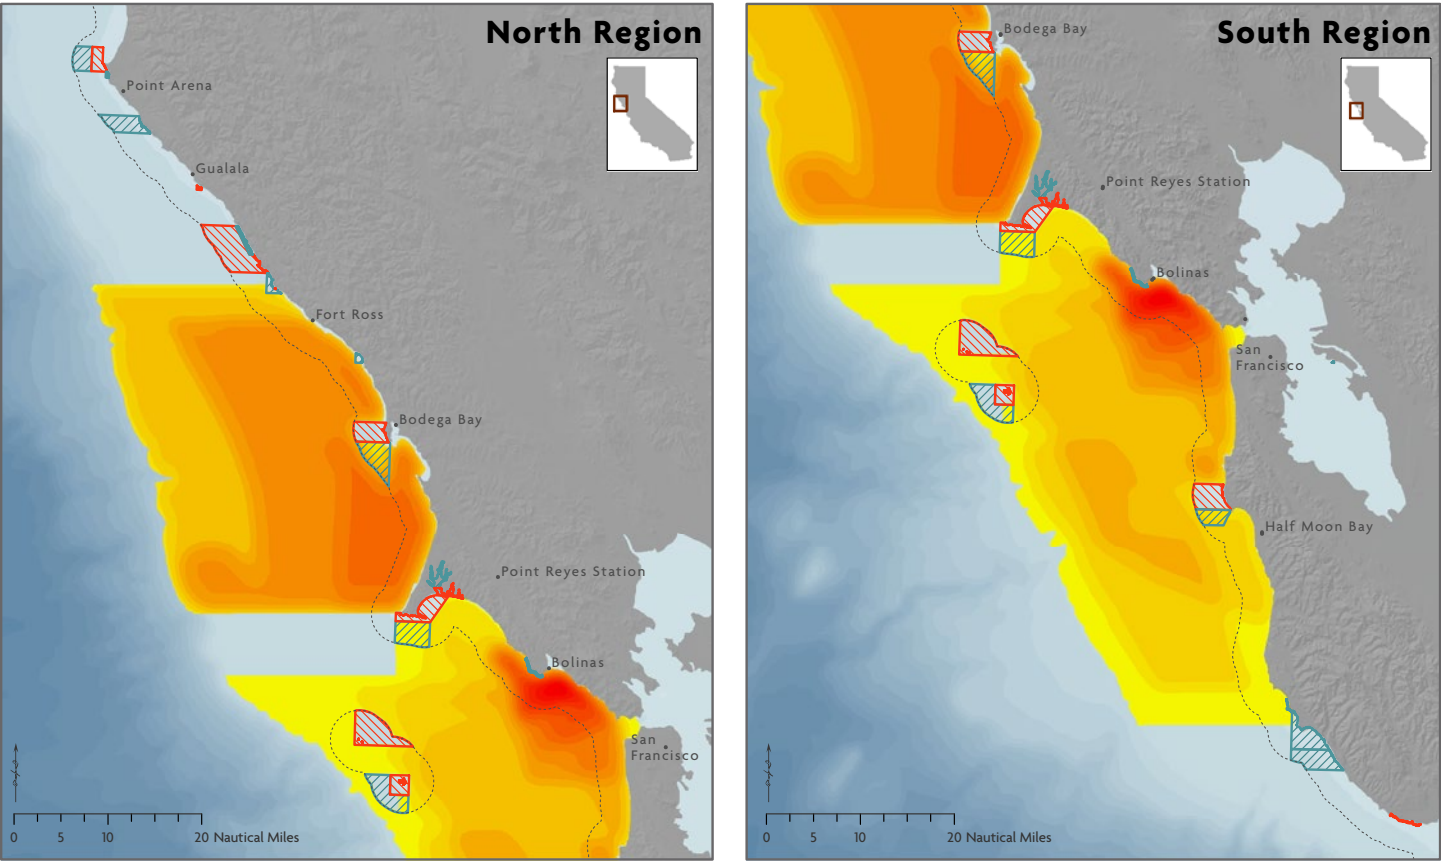 North Region
Point Arena
Gualala
Fort Ross
Bodega Bay
Point Reyes Station
Bolinas
San
Francisco
0 5 10 20 Nautical Miles
South Region
Bodega Bay
Point Reyes Station
Bolinas
San
Francisco
Half Moon Bay
0 5 10 20 Nautical Miles